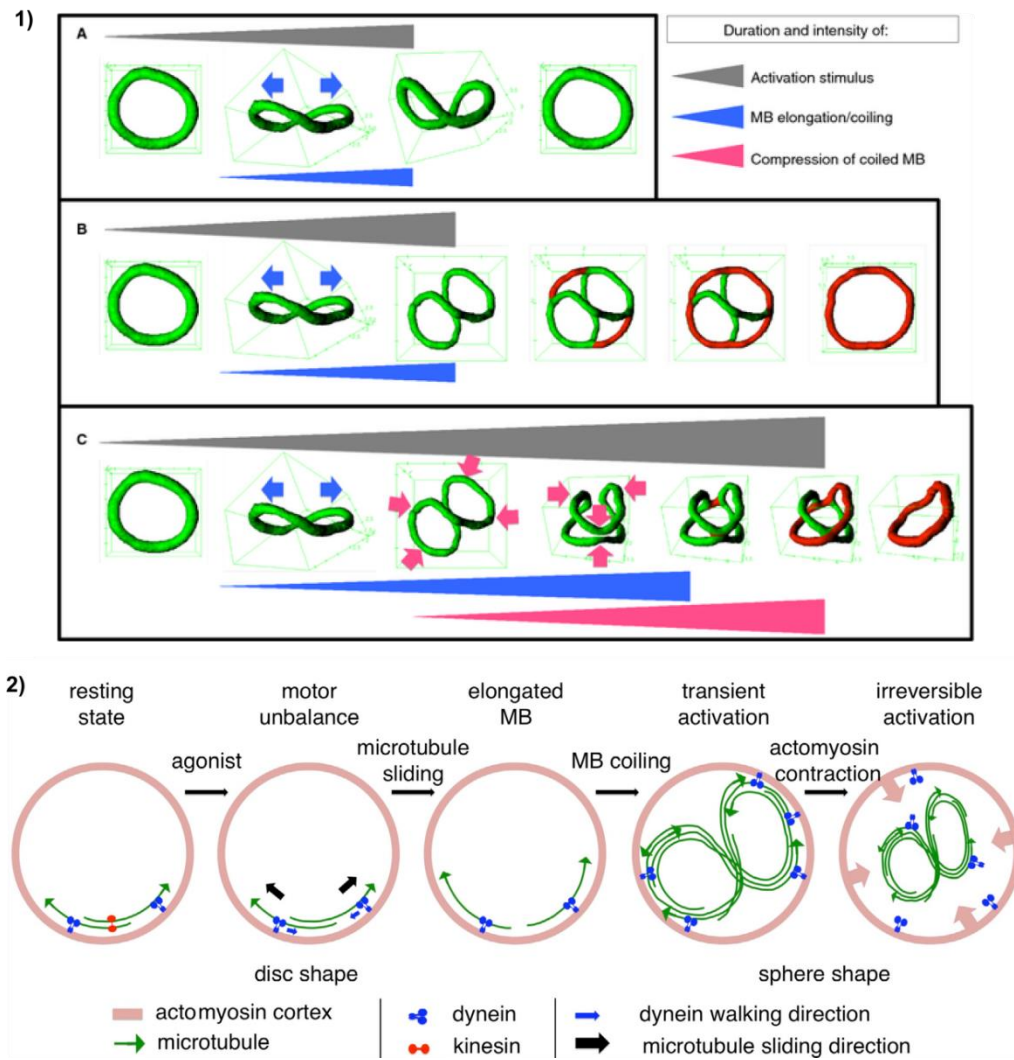 1)
A
Duration and intensity of:
Activation stimulus
MB elongation/coiling
Compression of coiled MB
B
C
2)
resting
state
motor
unbalance
elongated
MB
transient
activation
irreversible
activation
agonist
microtubule
sliding
MB coiling
actomyosin
contraction
disc shape
sphere shape
actomyosin cortex
microtubule
dynein
kinesin
dynein walking direction
microtubule sliding direction